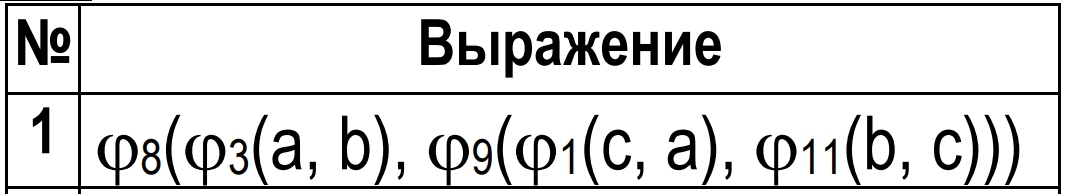 № Выражение
1 φ₈(φ₃(a, b), φ₉(φ₁(c, a), φ₁₁(b, c)))